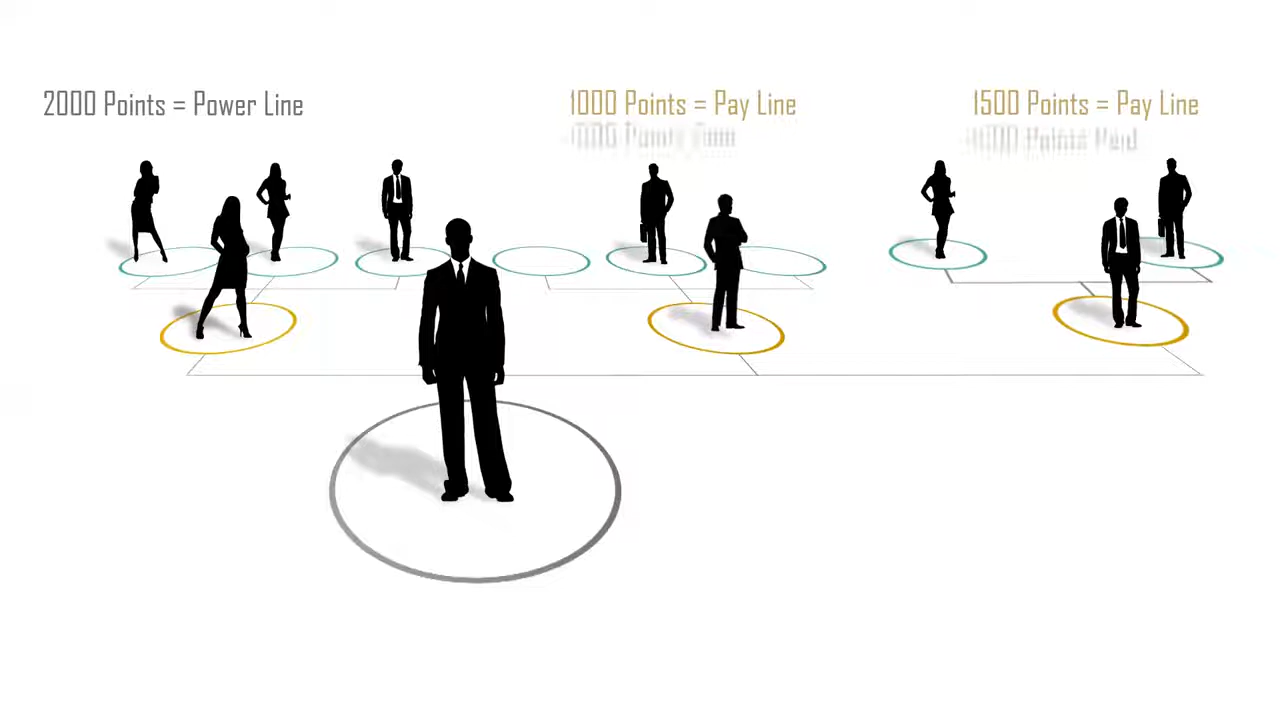 2000 Points = Power Line
1000 Points = Pay Line
1500 Points = Pay Line